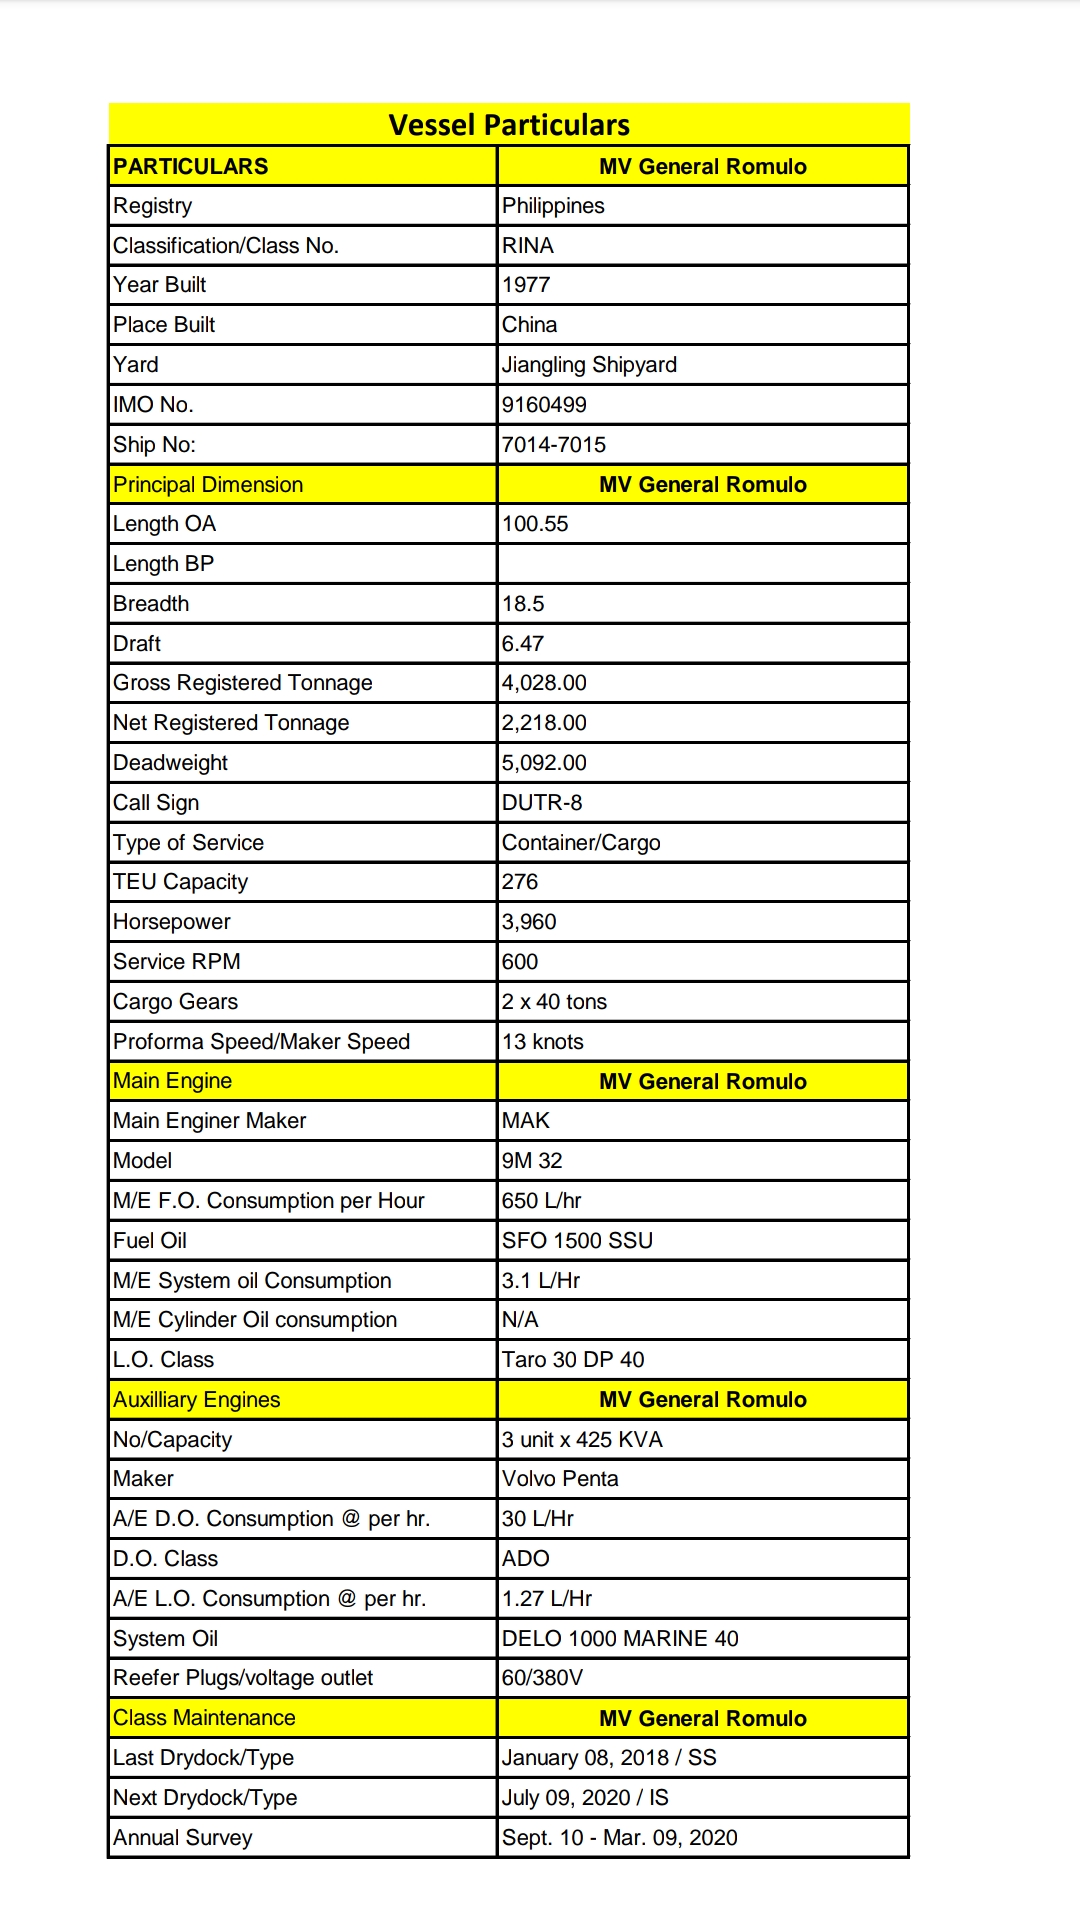 Vessel Particulars
PARTICULARS MV General Romulo
Registry Philippines
Classification/Class No. RINA
Year Built 1977
Place Built China
Yard Jiangling Shipyard
IMO No. 9160499
Ship No: 7014-7015
Principal Dimension MV General Romulo
Length OA 100.55
Length BP
Breadth 18.5
Draft 6.47
Gross Registered Tonnage 4,028.00
Net Registered Tonnage 2,218.00
Deadweight 5,092.00
Call Sign DUTR-8
Type of Service Container/Cargo
TEU Capacity 276
Horsepower 3,960
Service RPM 600
Cargo Gears 2 x 40 tons
Proforma Speed/Maker Speed 13 knots
Main Engine MV General Romulo
Main Enginer Maker MAK
Model 9M 32
M/E F.O. Consumption per Hour 650 L/hr
Fuel Oil SFO 1500 SSU
M/E System oil Consumption 3.1 L/Hr
M/E Cylinder Oil consumption N/A
L.O. Class Taro 30 DP 40
Auxilliary Engines MV General Romulo
No/Capacity 3 unit x 425 KVA
Maker Volvo Penta
A/E D.O. Consumption @ per hr. 30 L/Hr
D.O. Class ADO
A/E L.O. Consumption @ per hr. 1.27 L/Hr
System Oil DELO 1000 MARINE 40
Reefer Plugs/voltage outlet 60/380V
Class Maintenance MV General Romulo
Last Drydock/Type January 08, 2018 / SS
Next Drydock/Type July 09, 2020 / IS
Annual Survey Sept. 10 - Mar. 09, 2020